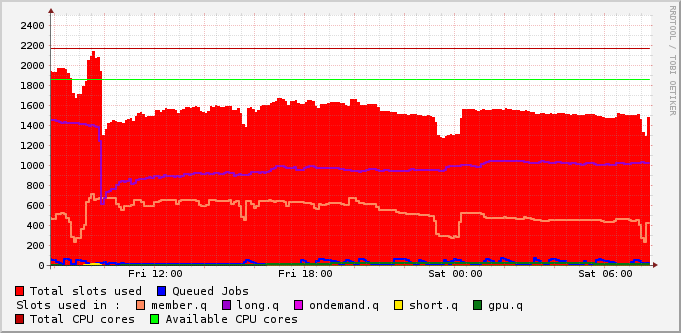 RRDTOOL / TOBI OETIKER
2400
2200
2000
1800
1600
1400
1200
1000
800
600
400
200
0
Fri 12:00 Fri 18:00 Sat 00:00 Sat 06:00
Total slots used Queued Jobs
Slots used in : member.q long.q ondemand.q short.q gpu.q
Total CPU cores Available CPU cores